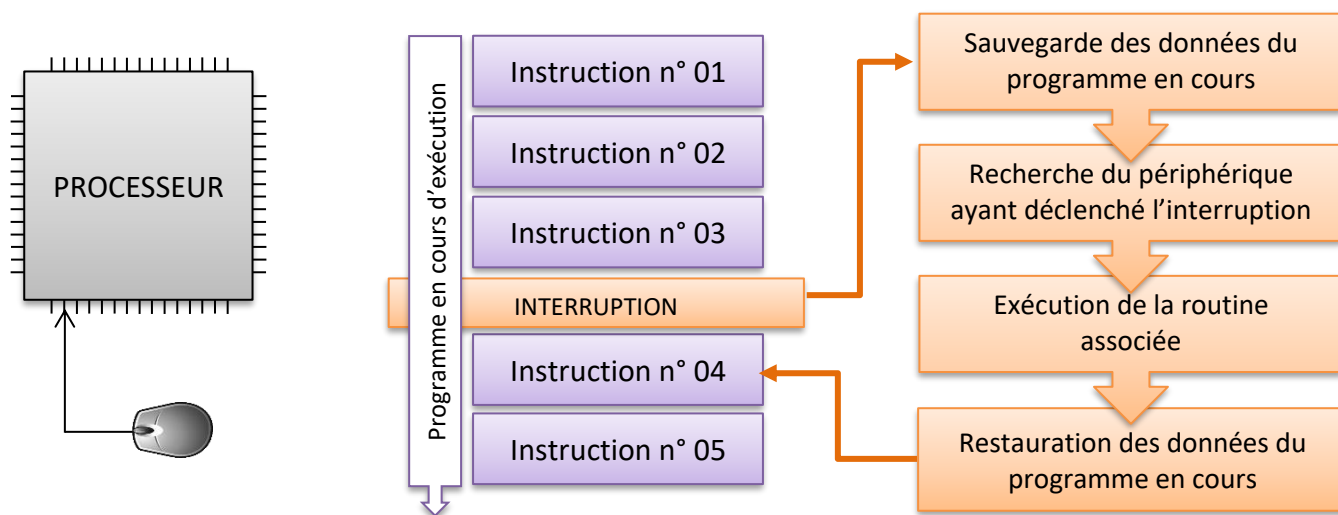 PROCESSEUR
Programme en cours d'exécution
Instruction n° 01
Instruction n° 02
Instruction n° 03
INTERRUPTION
Instruction n° 04
Instruction n° 05
Sauvegarde des données du
programme en cours
Recherche du périphérique
ayant déclenché l'interruption
Exécution de la routine
associée
Restauration des données du
programme en cours